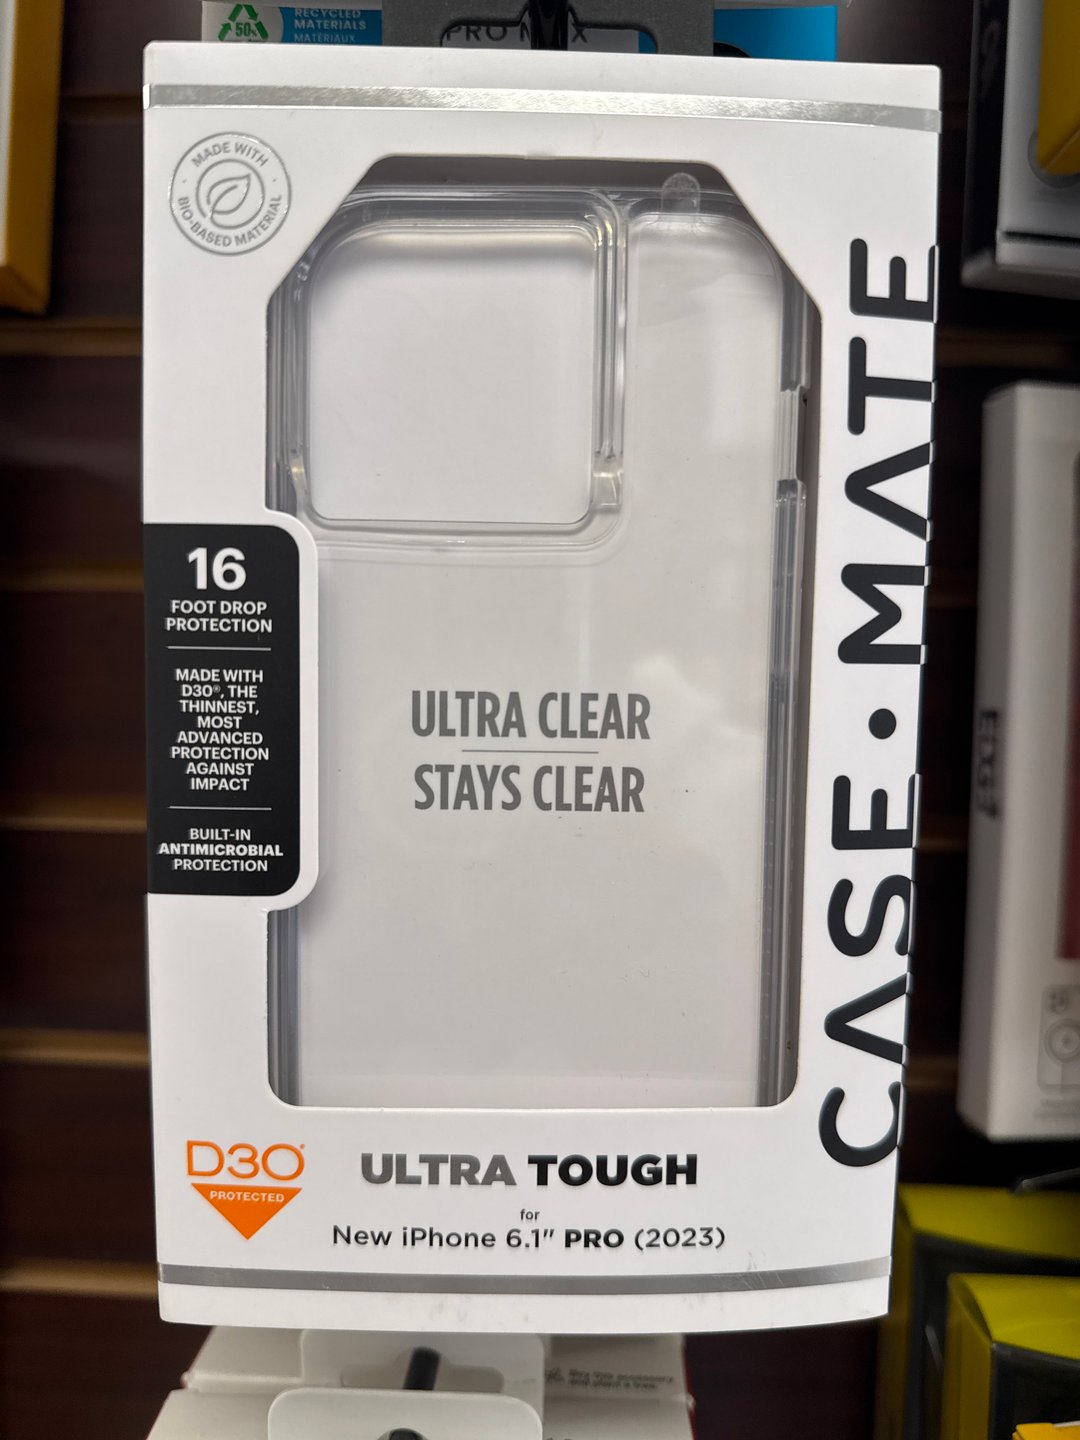 50%
RECYCLED
MATERIALS
MATÉRIAUX
MADE WITH
BIO-BASED MATERIAL
CASE•MATE
16
FOOT DROP
PROTECTION
MADE WITH
D3O®, THE
THINNEST,
MOST
ADVANCED
PROTECTION
AGAINST
IMPACT
BUILT-IN
ANTIMICROBIAL
PROTECTION
ULTRA CLEAR
STAYS CLEAR
EDGE
D3O
PROTECTED
ULTRA TOUGH
for
New iPhone 6.1" PRO (2023)